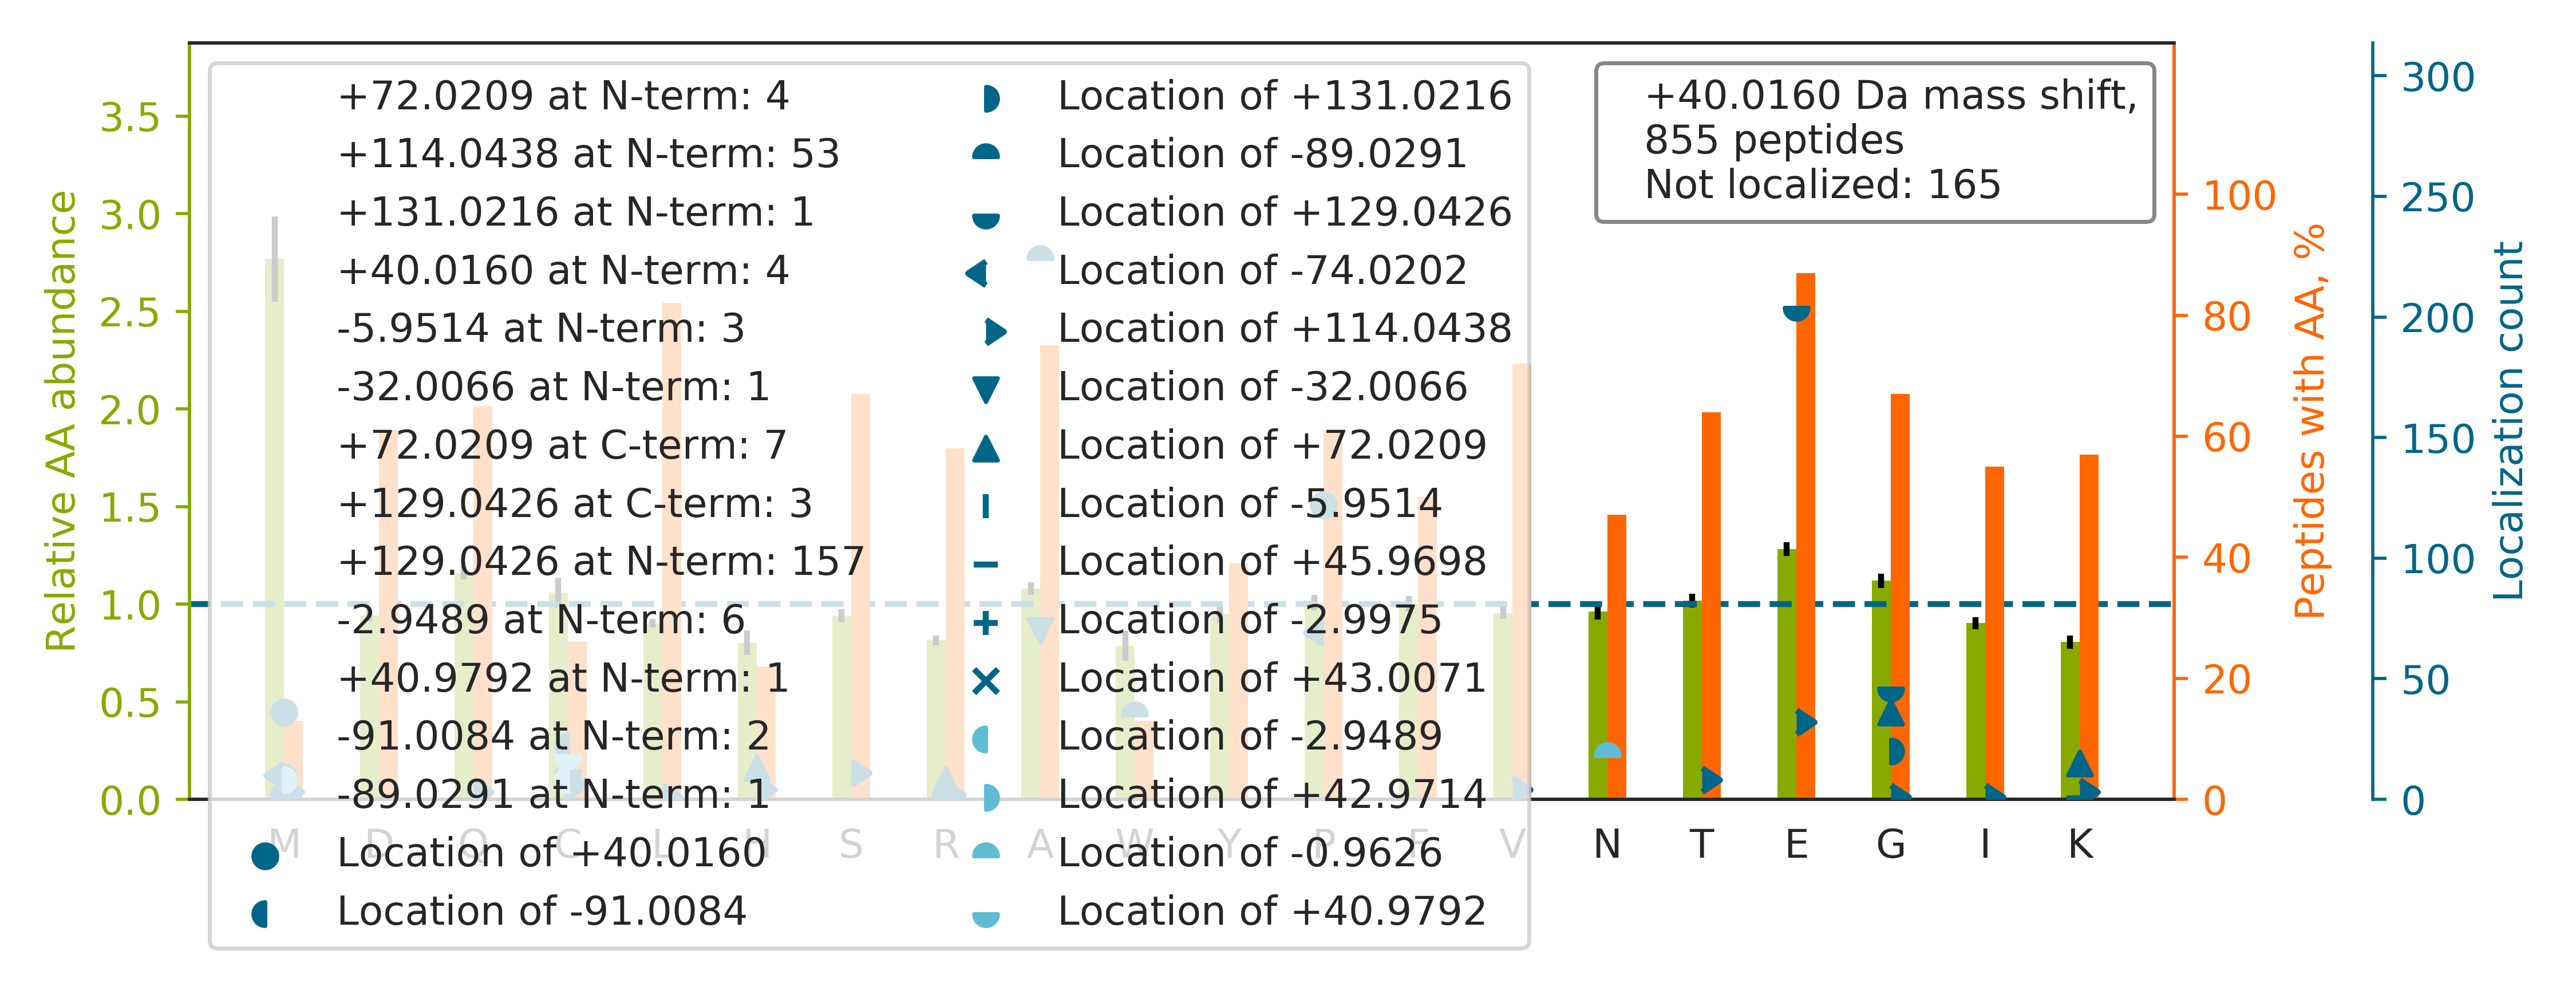 +72.0209 at N-term: 4
+114.0438 at N-term: 53
+131.0216 at N-term: 1
+40.0160 at N-term: 4
-5.9514 at N-term: 3
-32.0066 at N-term: 1
+72.0209 at C-term: 7
+129.0426 at C-term: 3
+129.0426 at N-term: 157
-2.9489 at N-term: 6
+40.9792 at N-term: 1
-91.0084 at N-term: 2
-89.0291 at N-term: 1
Location of +40.0160
Location of -91.0084
Location of +131.0216
Location of -89.0291
Location of +129.0426
Location of -74.0202
Location of +114.0438
Location of -32.0066
Location of +72.0209
Location of -5.9514
Location of +45.9698
Location of -2.9975
Location of +43.0071
Location of -2.9489
Location of +42.9714
Location of -0.9626
Location of +40.9792
+40.0160 Da mass shift,
855 peptides
Not localized: 165
Relative AA abundance
3.5
3.0
2.5
2.0
1.5
1.0
0.5
0.0
M D Q C L H S R A W Y P F V N T E G I K
100
80
60
40
20
0
Peptides with AA, %
300
250
200
150
100
50
0
Localization count